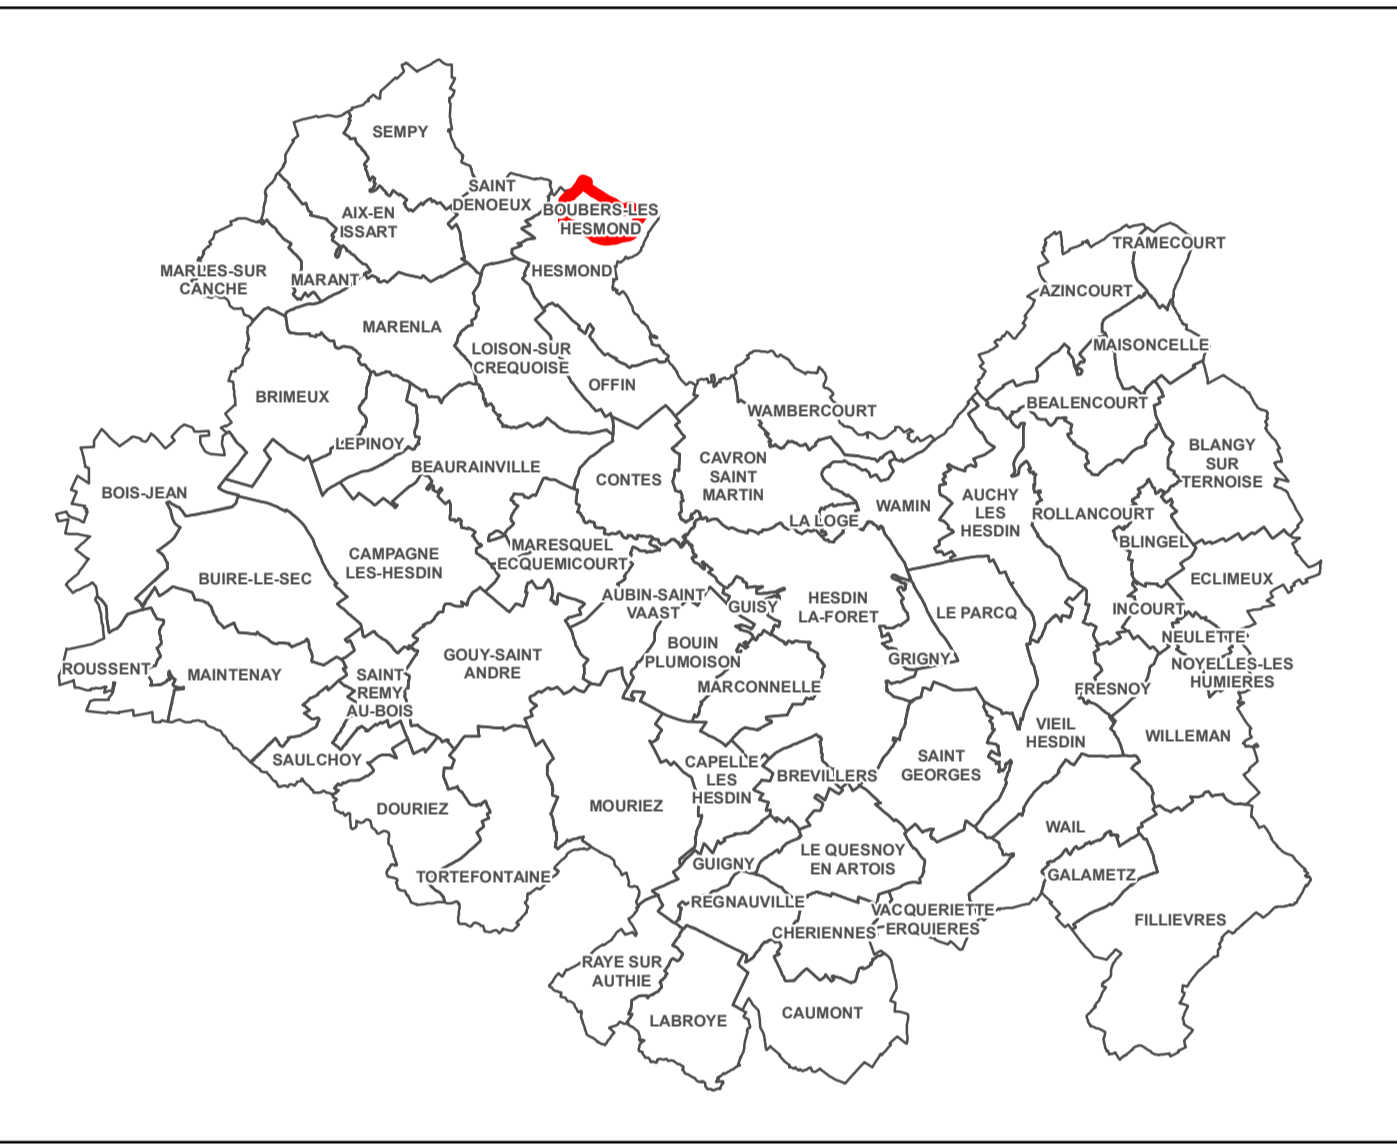 SEMPY
SAINT
DENOEUX
BOUBERS-LES
HESMOND
AIX-EN
ISSART
TRAMECOURT
MARLES-SUR
CANCHE
MARANT
HESMOND
AZINCOURT
MARENLA
LOISON-SUR
CREQUOISE
MAISONCELLE
OFFIN
BRIMEUX
WAMBERCOURT
BEALENCOURT
LEPINOY
BEAURAINVILLE
CONTES
CAVRON
SAINT
MARTIN
BLANGY
SUR
TERNOISE
BOIS-JEAN
WAMIN
AUCHY
LES
HESDIN
LA LOGE
ROLLANCOURT
BLINGEL
MARESQUEL
ECQUEMICOURT
CAMPAGNE
LES-HESDIN
BUIRE-LE-SEC
ECLIMEUX
AUBIN-SAINT
VAAST
GUISY
HESDIN
LA-FORET
LE PARCQ
INCOURT
NEULETTE
BOUIN
PLUMOISON
GRIGNY
NOYELLES-LES
HUMIERES
ROUSSENT
MAINTENAY
SAINT
REMY
AU-BOIS
GOUY-SAINT
ANDRE
MARCONNELLE
FRESNOY
VIEIL
HESDIN
WILLEMAN
SAULCHOY
CAPELLE
LES
HESDIN
BREVILLERS
SAINT
GEORGES
DOURIEZ
MOURIEZ
WAIL
LE QUESNOY
EN ARTOIS
GUIGNY
TORTEFONTAINE
GALAMETZ
REGNAUVILLE
VACQUERIETTE
ERQUIERES
CHERIENNES
FILLIEVRES
RAYE SUR
AUTHIE
LABROYE
CAUMONT